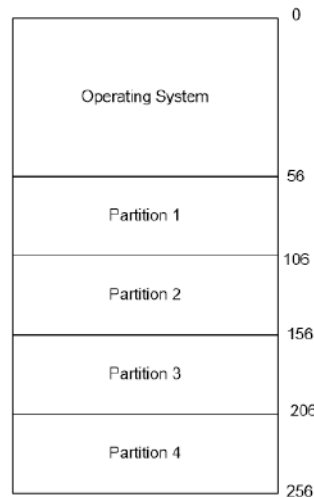 0
Operating System
56
Partition 1
106
Partition 2
156
Partition 3
206
Partition 4
256